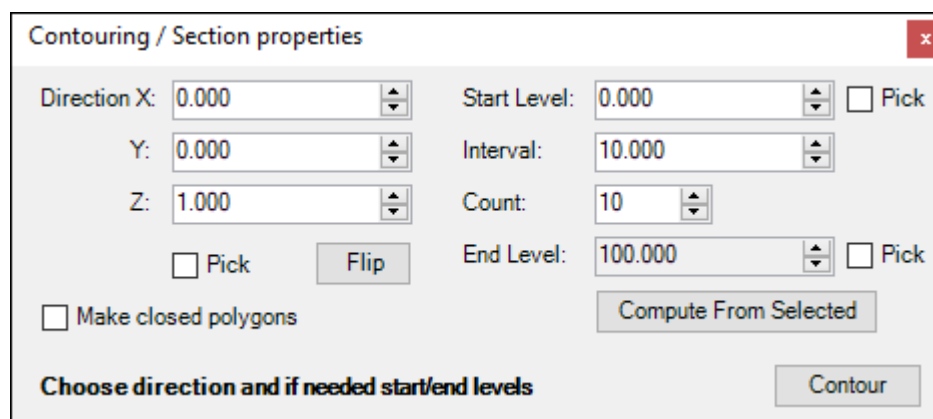 Contouring / Section properties
x
Direction X: 0.000 Start Level: 0.000 Pick
Y: 0.000 Interval: 10.000
Z: 1.000 Count: 10
Pick Flip End Level: 100.000 Pick
Make closed polygons Compute From Selected
Choose direction and if needed start/end levels Contour